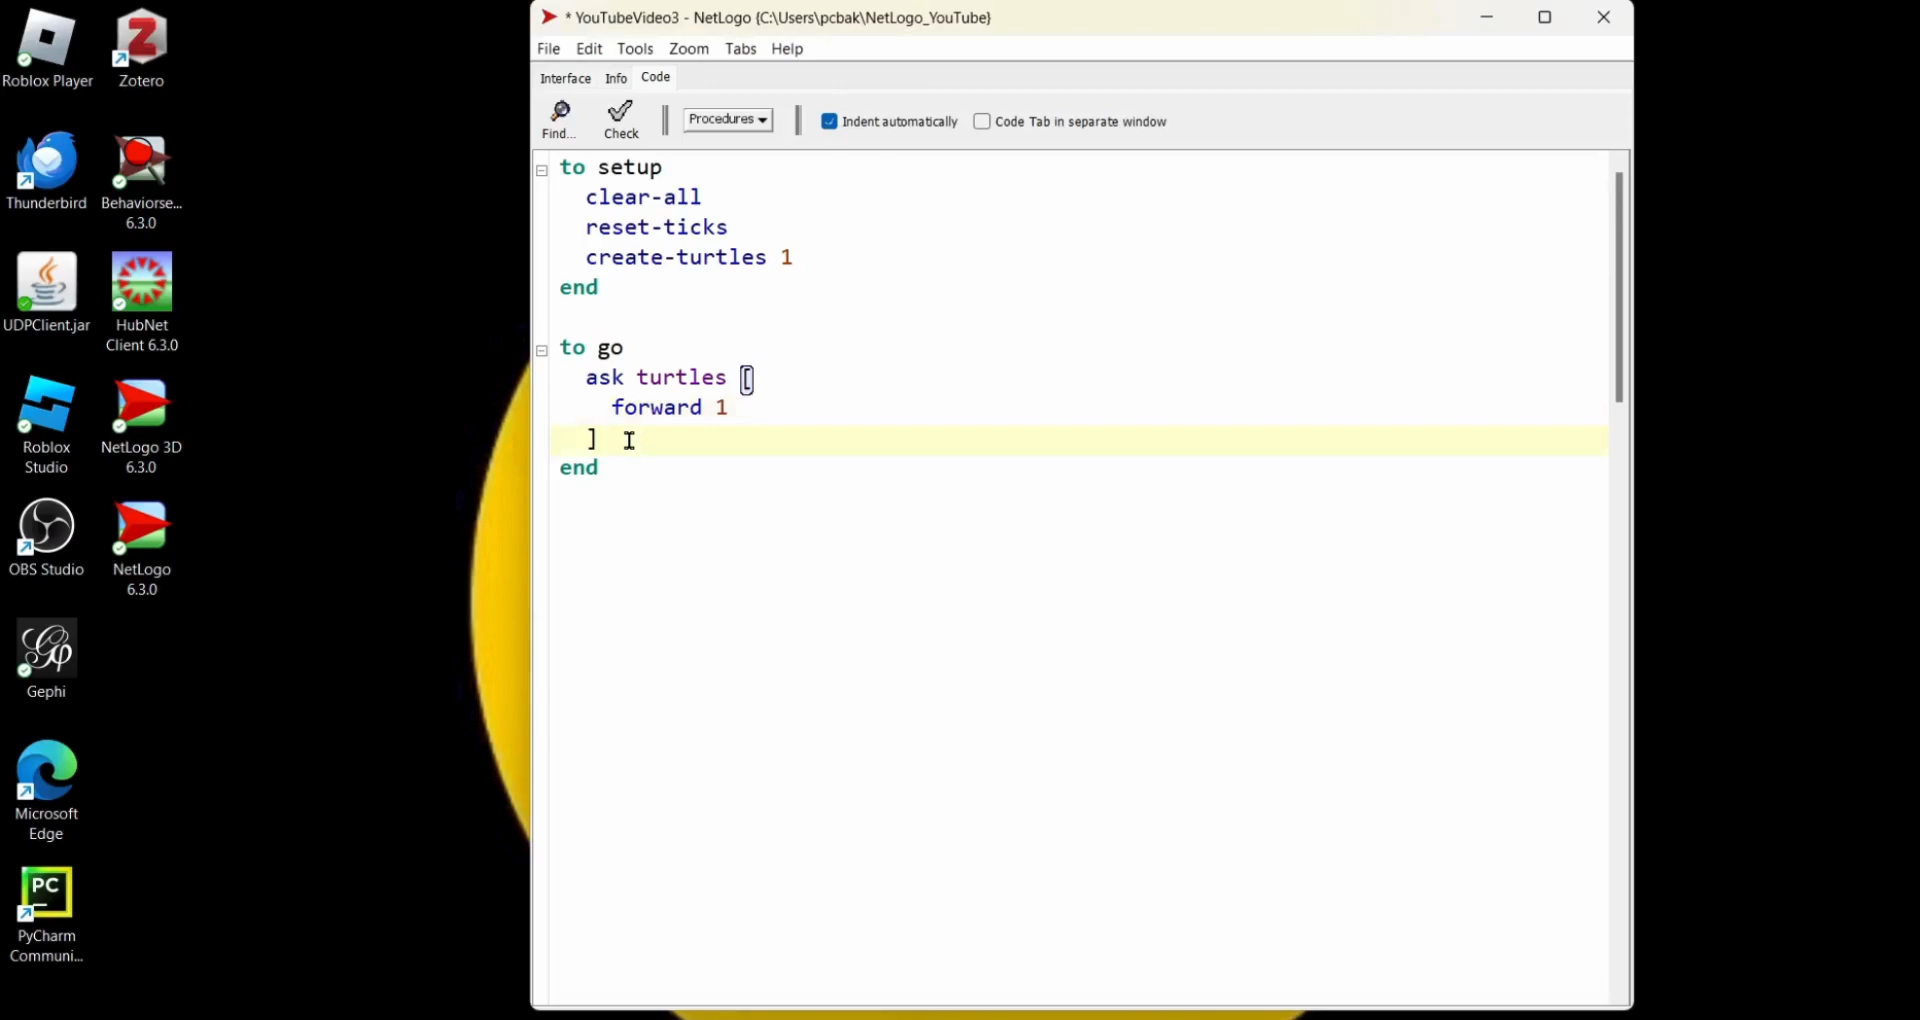 Roblox Player
Zotero
Thunderbird
Behaviorse...
6.3.0
UDPClient.jar
HubNet
Client 6.3.0
Roblox
Studio
NetLogo 3D
6.3.0
OBS Studio
NetLogo
6.3.0
Gephi
Microsoft
Edge
PC
PyCharm
Communi...
* YouTubeVideo3 - NetLogo {C:\Users\pcbak\NetLogo_YouTube}
File Edit Tools Zoom Tabs Help
Interface Info Code
Find... Check Procedures Indent automatically Code Tab in separate window
to setup
  clear-all
  reset-ticks
  create-turtles 1
end
to go
  ask turtles [
    forward 1
  ]
end